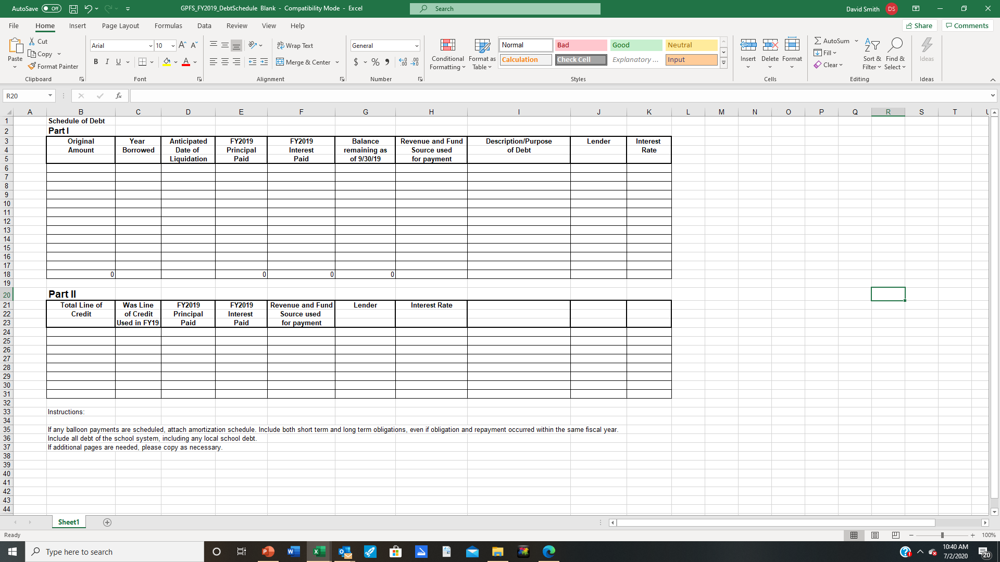 AutoSave Off GPFS_FY2019_DebtSchedule Blank - Compatibility Mode - Excel Search David Smith DS
File Home Insert Page Layout Formulas Data Review View Help Share Comments
Paste Cut Copy Format Painter Clipboard
Arial 10 B I U A A A Font
ab Wrap Text Merge & Center Alignment
General $ % , .00 .00 Number
Conditional Formatting Format as Table Normal Bad Good Neutral Calculation Check Cell Explanatory ... Input Styles
Insert Delete Format Cells
AutoSum Fill Clear Sort & Filter Find & Select Editing
Ideas Ideas
R20 fx
A B C D E F G H I J K L M N O P Q R S T U
1 Schedule of Debt
2 Part I
3 Original Year Anticipated FY2019 FY2019 Balance Revenue and Fund Description/Purpose Lender Interest
4 Amount Borrowed Date of Principal Interest remaining as Source used of Debt Rate
5 Liquidation Paid Paid of 9/30/19 for payment
6
7
8
9
10
11
12
13
14
15
16
17
18 0 0 0 0
19
20 Part II
21 Total Line of Was Line FY2019 FY2019 Revenue and Fund Lender Interest Rate
22 Credit of Credit Principal Interest Source used
23 Used in FY19 Paid Paid for payment
24
25
26
27
28
29
30
31
32
33 Instructions:
34
35 If any balloon payments are scheduled, attach amortization schedule. Include both short term and long term obligations, even if obligation and repayment occurred within the same fiscal year.
36 Include all debt of the school system, including any local school debt.
37 If additional pages are needed, please copy as necessary.
38
39
40
41
42
43
44
Sheet1
Ready 100%
Type here to search 10:40 AM
7/2/2020 20